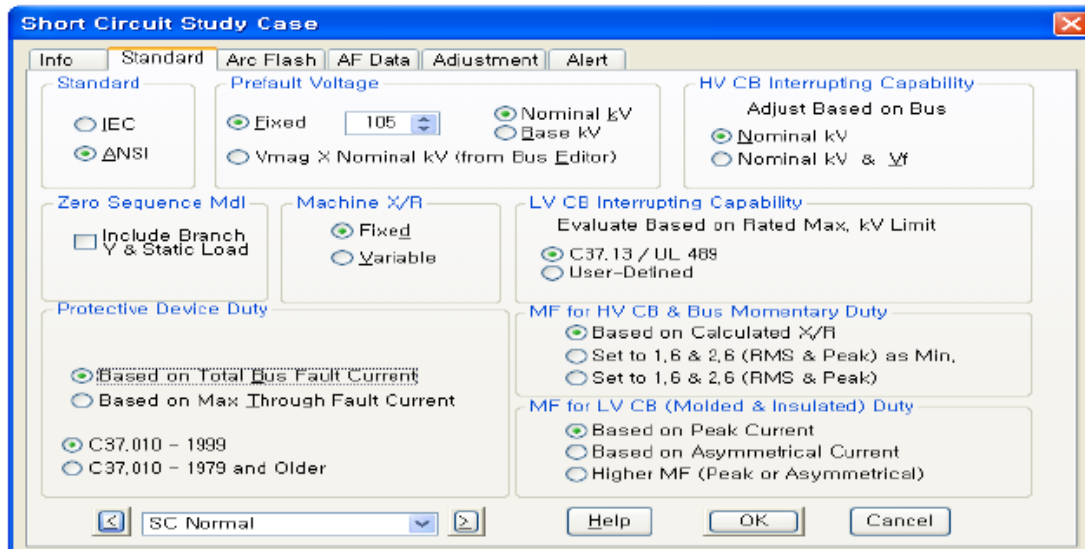 Short Circuit Study Case
Info Standard Arc Flash AF Data Adjustment Alert
Standard
IEC
ANSI
Prefault Voltage
Fixed 105
Nominal kV
Base kV
Vmag X Nominal kV (from Bus Editor)
HV CB Interrupting Capability
Adjust Based on Bus
Nominal kV
Nominal kV & Vf
Zero Sequence Mdl
Include Branch
Y & Static Load
Machine X/R
Fixed
Variable
LV CB Interrupting Capability
Evaluate Based on Rated Max, kV Limit
C37.13 / UL 489
User-Defined
Protective Device Duty
Based on Total Bus Fault Current
Based on Max Through Fault Current
C37,010 - 1999
C37,010 - 1979 and Older
MF for HV CB & Bus Momentary Duty
Based on Calculated X/R
Set to 1,6 & 2,6 (RMS & Peak) as Min,
Set to 1,6 & 2,6 (RMS & Peak)
MF for LV CB (Molded & Insulated) Duty
Based on Peak Current
Based on Asymmetrical Current
Higher MF (Peak or Asymmetrical)
< SC Normal > Help OK Cancel